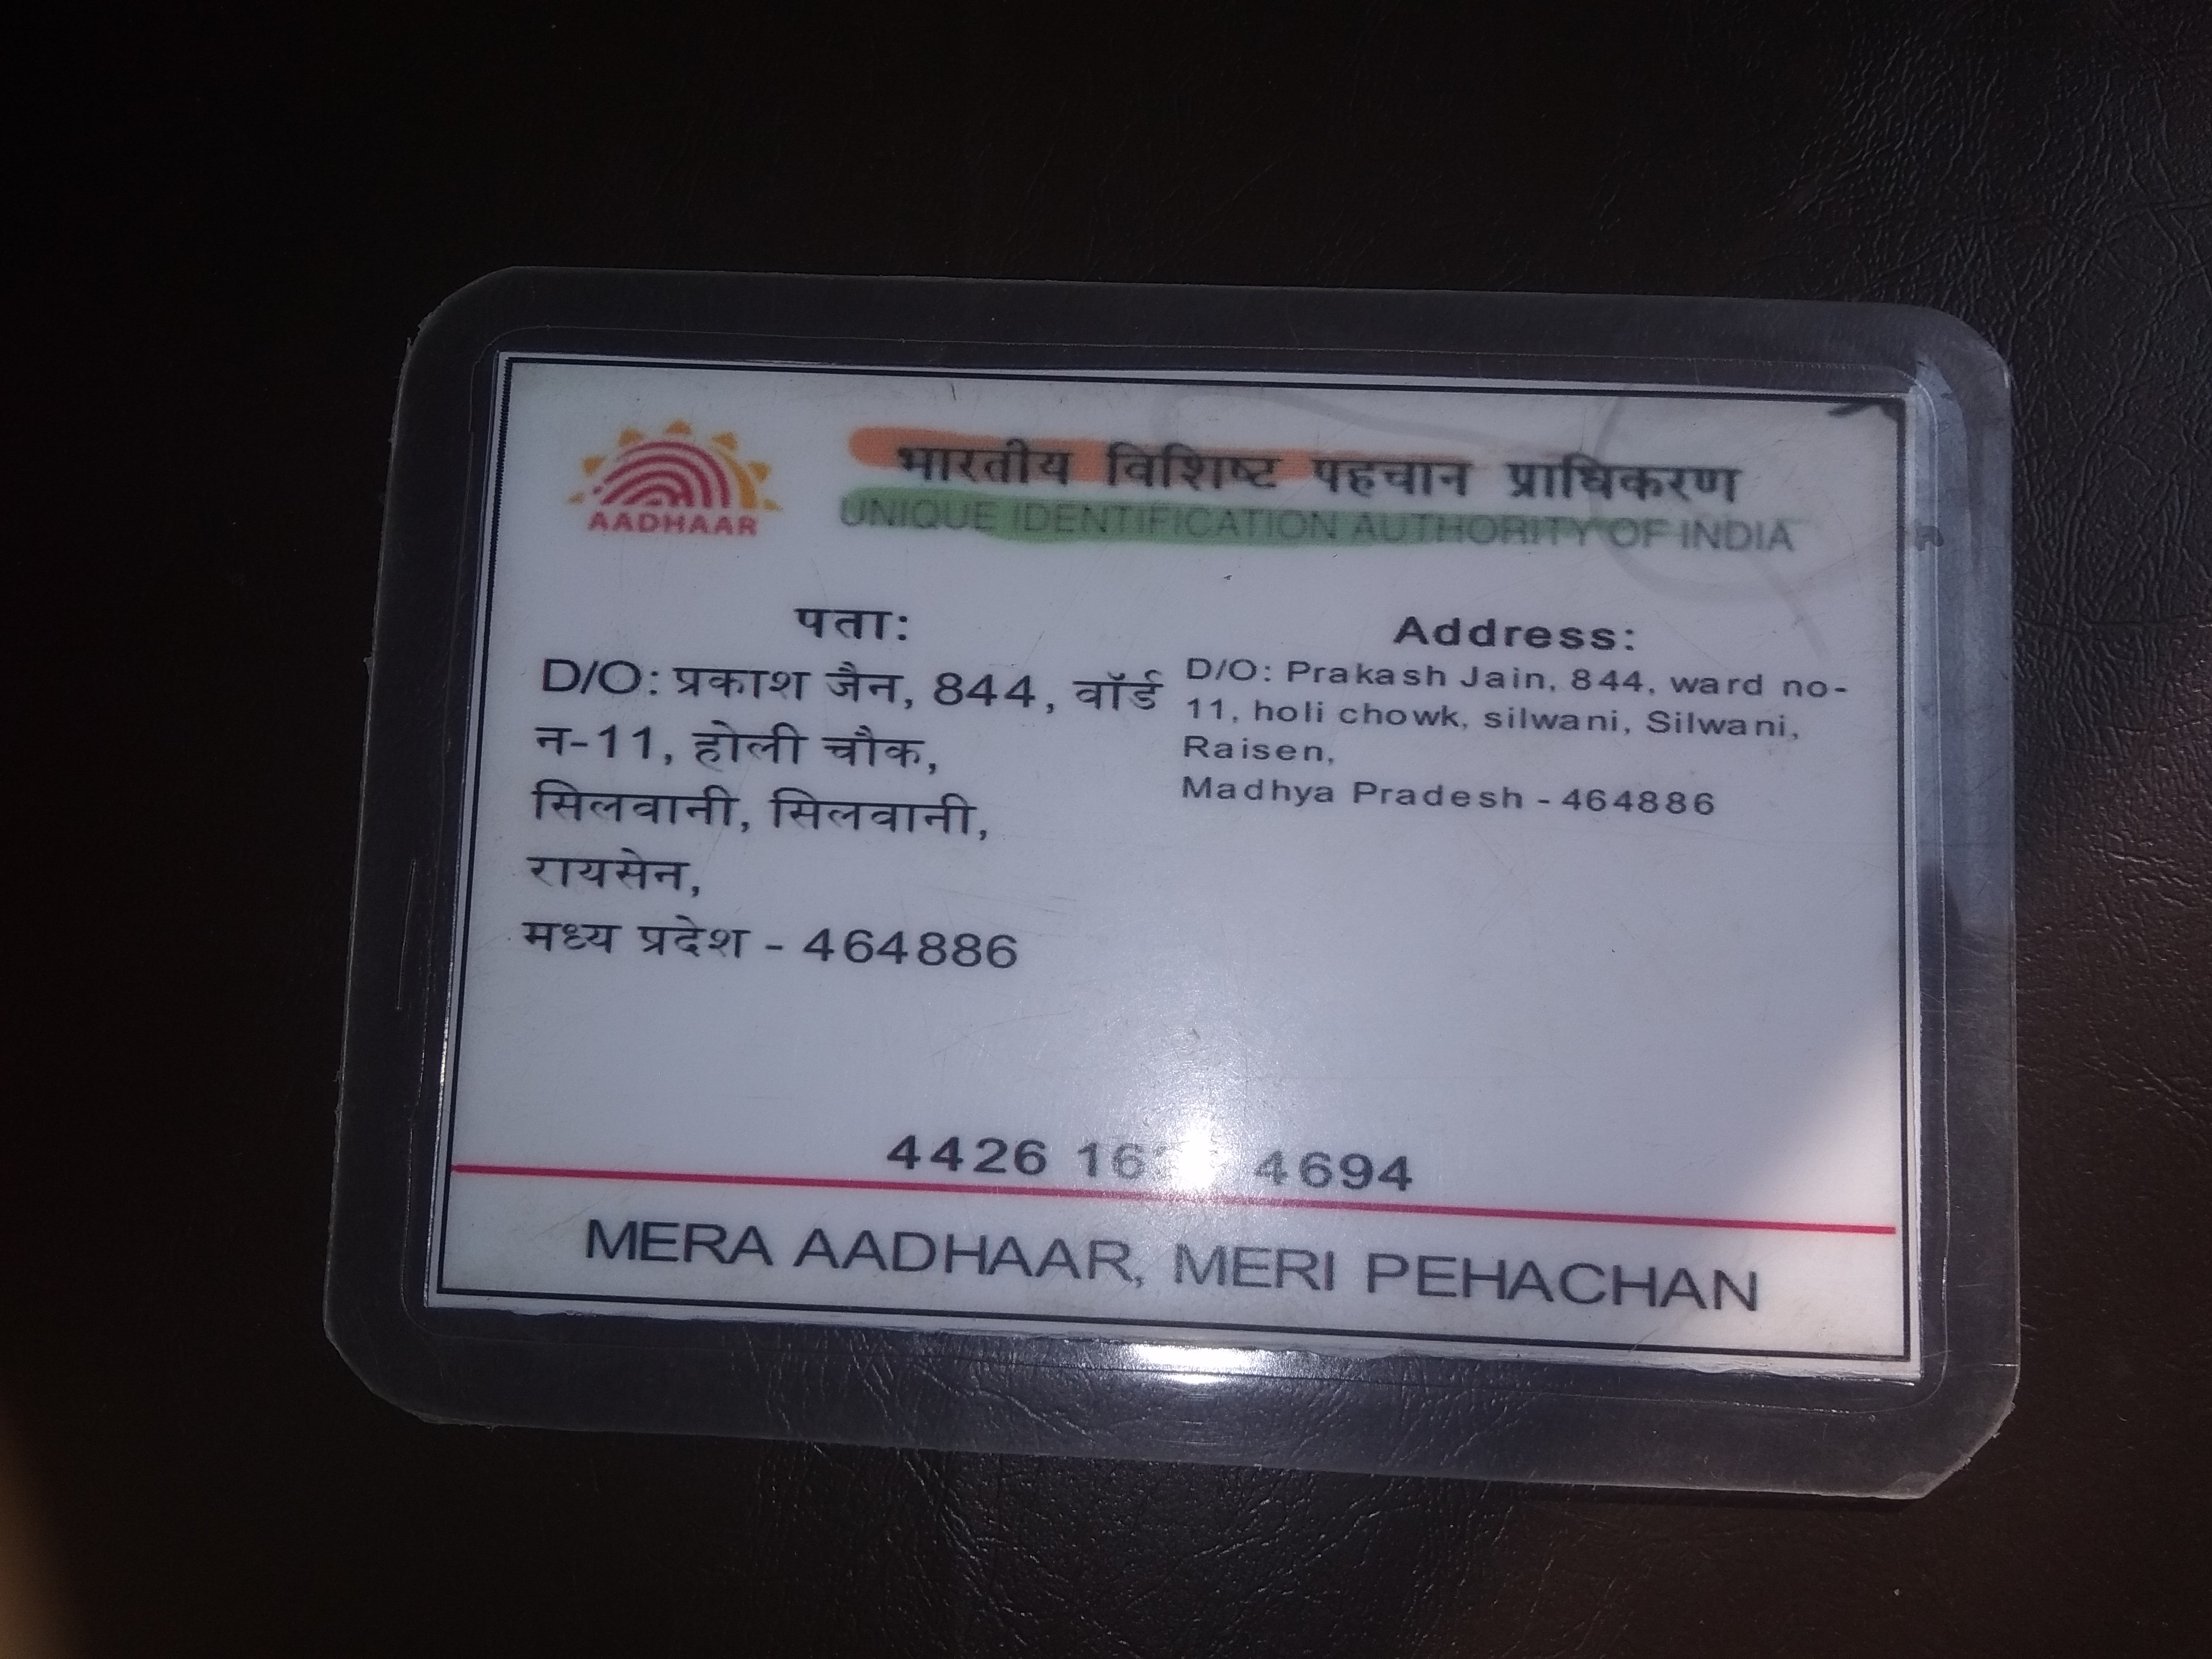 भारतीय विशिष्ट पहचान प्राधिकरण
AADHAAR
UNIQUE IDENTIFICATION AUTHORITY OF INDIA
पता:
D/O: प्रकाश जैन, 844, वॉर्ड
न-11, होली चौक,
सिलवानी, सिलवानी,
रायसेन,
मध्य प्रदेश - 464886
Address:
D/O: Prakash Jain, 844, ward no-
11, holi chowk, silwani, Silwani,
Raisen,
Madhya Pradesh - 464886
4426 4694
MERA AADHAAR, MERI PEHACHAN